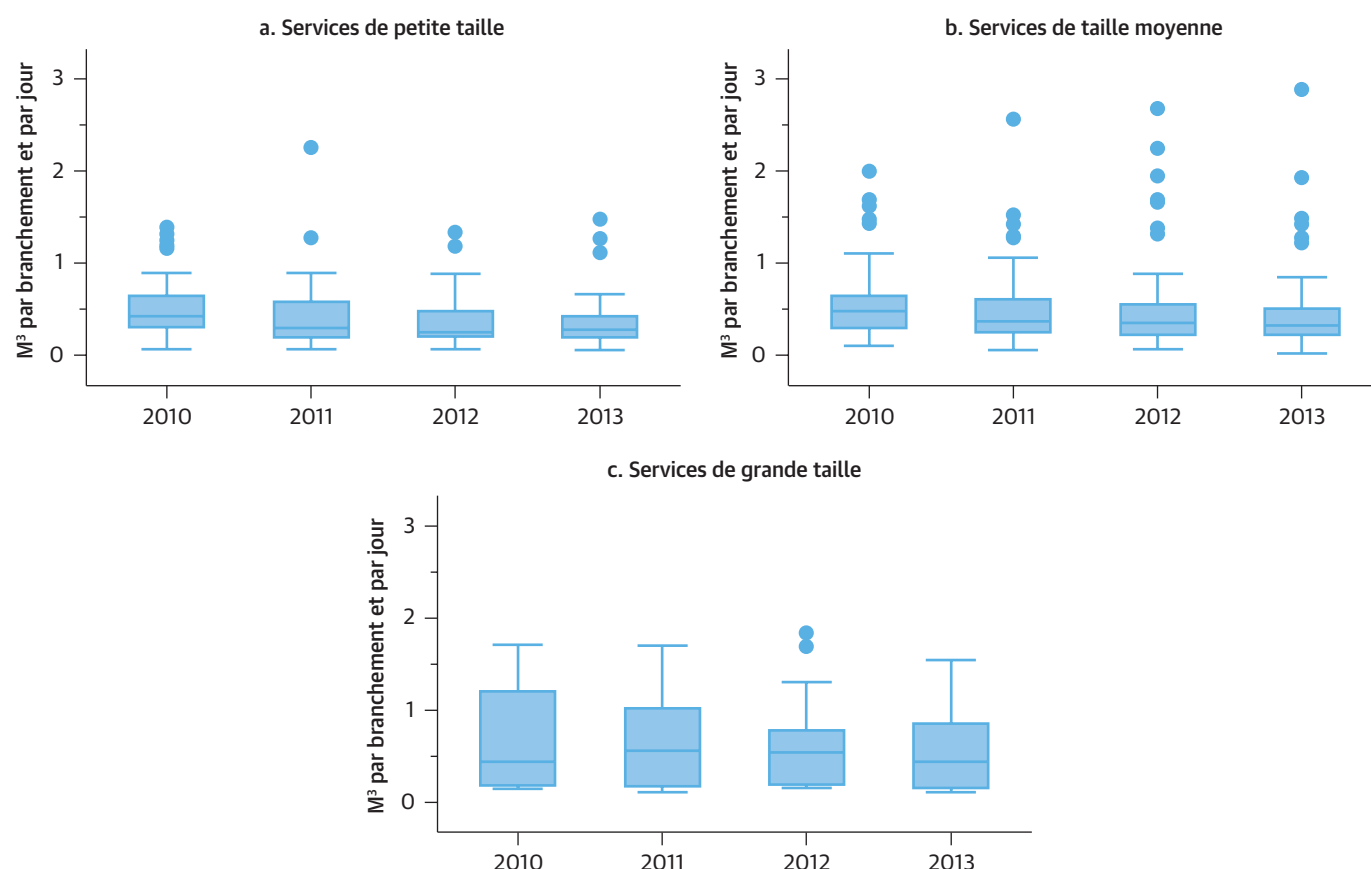 a. Services de petite taille
M³ par branchement et par jour
3
2
1
0
2010 2011 2012 2013
b. Services de taille moyenne
M³ par branchement et par jour
3
2
1
0
2010 2011 2012 2013
c. Services de grande taille
M³ par branchement et par jour
3
2
1
0
2010 2011 2012 2013